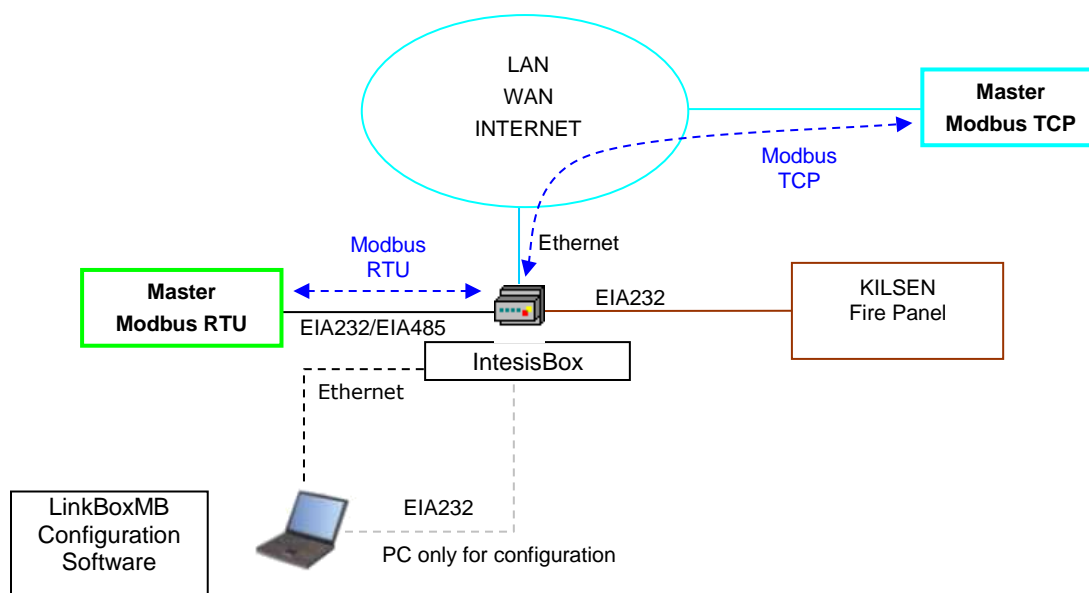 LAN
WAN
INTERNET
Master
Modbus TCP
Modbus
TCP
Ethernet
Modbus
RTU
Master
Modbus RTU
EIA232/EIA485
EIA232
KILSEN
Fire Panel
IntesisBox
Ethernet
LinkBoxMB
Configuration
Software
EIA232
PC only for configuration